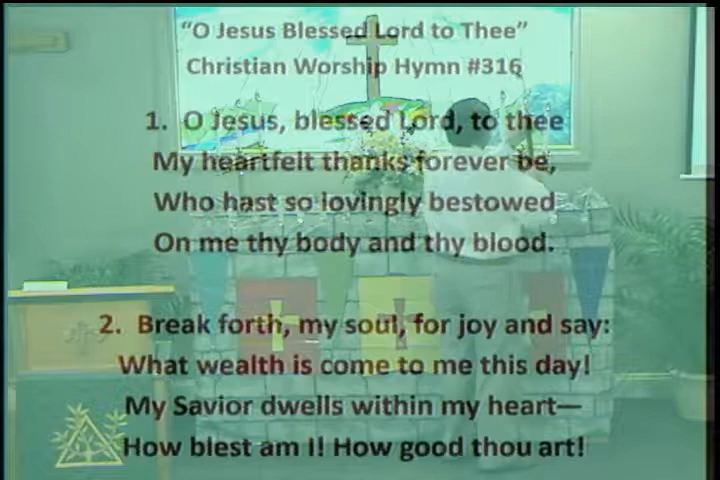 “O Jesus Blessed Lord to Thee”
Christian Worship Hymn #316
1. O Jesus, blessed Lord, to thee
My heartfelt thanks forever be,
Who hast so lovingly bestowed
On me thy body and thy blood.
2. Break forth, my soul, for joy and say:
What wealth is come to me this day!
My Savior dwells within my heart—
How blest am I! How good thou art!